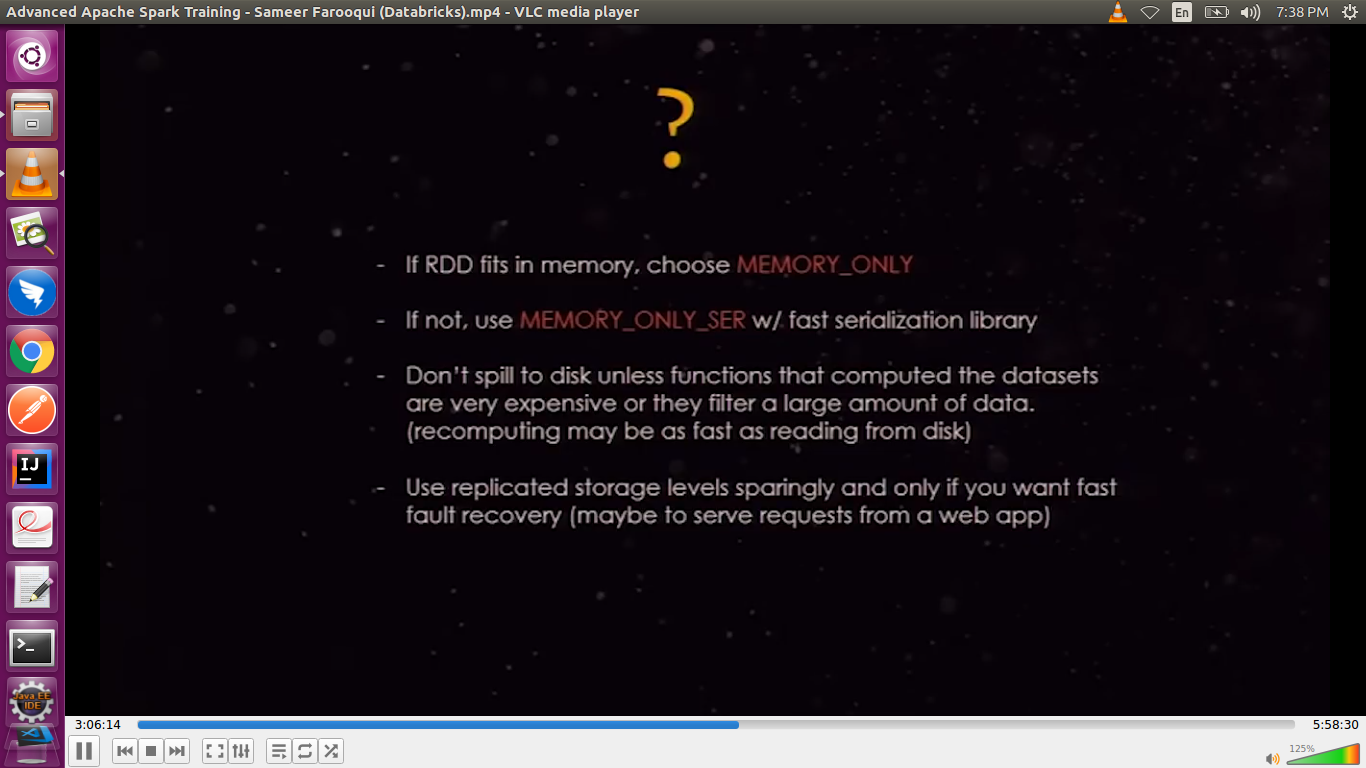 Advanced Apache Spark Training - Sameer Farooqui (Databricks).mp4 - VLC media player
En
7:38 PM
?
- If RDD fits in memory, choose MEMORY_ONLY
- If not, use MEMORY_ONLY_SER w/ fast serialization library
- Don't spill to disk unless functions that computed the datasets
are very expensive or they filter a large amount of data.
(recomputing may be as fast as reading from disk)
- Use replicated storage levels sparingly and only if you want fast
fault recovery (maybe to serve requests from a web app)
IJ
>_
Java EE
IDE
3:06:14
5:58:30
125%